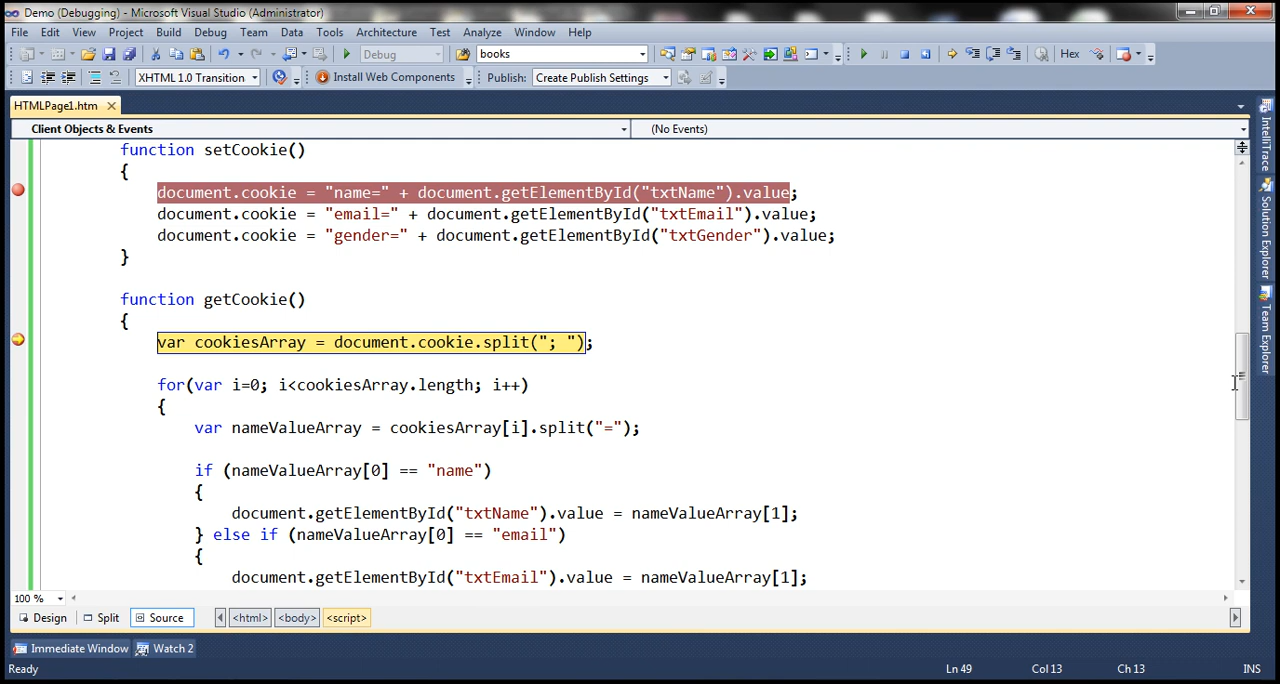 Demo (Debugging) - Microsoft Visual Studio (Administrator)
File Edit View Project Build Debug Team Data Tools Architecture Test Analyze Window Help
Debug books Hex
XHTML 1.0 Transition Install Web Components Publish: Create Publish Settings
HTMLPage1.htm
Client Objects & Events (No Events)
function setCookie()
{
document.cookie = "name=" + document.getElementById("txtName").value;
document.cookie = "email=" + document.getElementById("txtEmail").value;
document.cookie = "gender=" + document.getElementById("txtGender").value;
}
function getCookie()
{
var cookiesArray = document.cookie.split("; ");
for(var i=0; i<cookiesArray.length; i++)
{
var nameValueArray = cookiesArray[i].split("=");
if (nameValueArray[0] == "name")
{
document.getElementById("txtName").value = nameValueArray[1];
} else if (nameValueArray[0] == "email")
{
document.getElementById("txtEmail").value = nameValueArray[1];
100 %
Design Split Source <html> <body> <script>
Immediate Window Watch 2
Ready Ln 49 Col 13 Ch 13 INS
IntelliTrace
Solution Explorer
Team Explorer